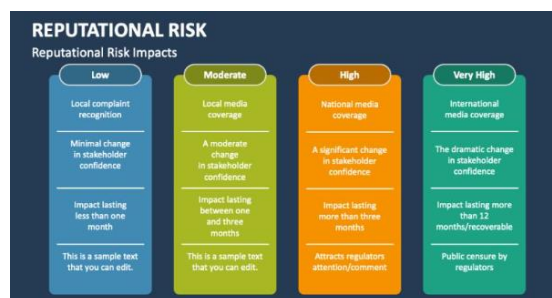 REPUTATIONAL RISK
Reputational Risk Impacts
Low
Local complaint
recognition
Minimal change
in stakeholder
confidence
Impact lasting
less than one
month
This is a sample text
that you can edit.
Moderate
Local media
coverage
A moderate
change
in stakeholder
confidence
Impact lasting
between one
and three
months
This is a sample text
that you can edit.
High
National media
coverage
A significant change
in stakeholder
confidence
Impact lasting
more than three
months
Attracts regulators
attention/comment
Very High
International
media coverage
The dramatic change
in stakeholder
confidence
Impact lasting more
than 12
months/recoverable
Public censure by
regulators